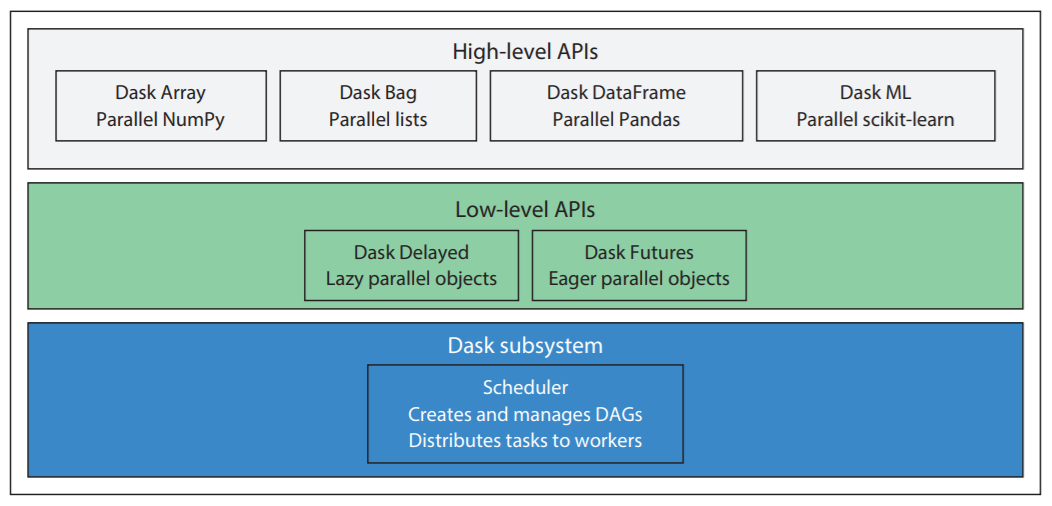 High-level APIs
Dask Array
Parallel NumPy
Dask Bag
Parallel lists
Dask DataFrame
Parallel Pandas
Dask ML
Parallel scikit-learn
Low-level APIs
Dask Delayed
Lazy parallel objects
Dask Futures
Eager parallel objects
Dask subsystem
Scheduler
Creates and manages DAGs
Distributes tasks to workers